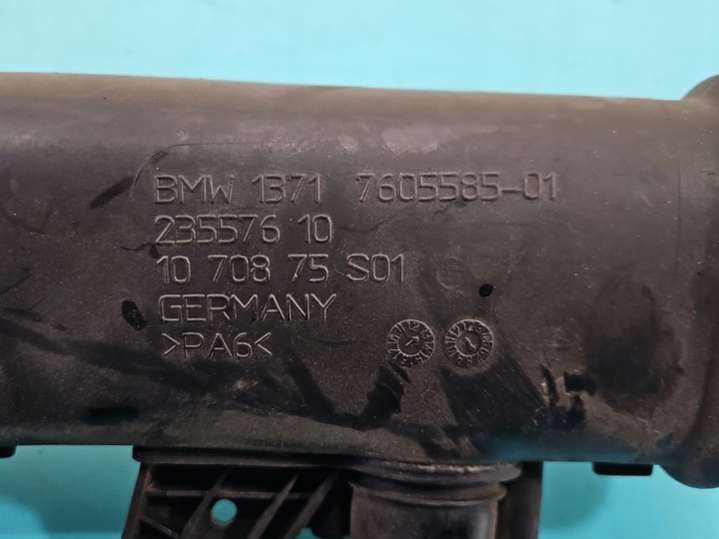 BMW 1371 7605585-01
235576 10
10 708 75 S01
GERMANY
>PA6<